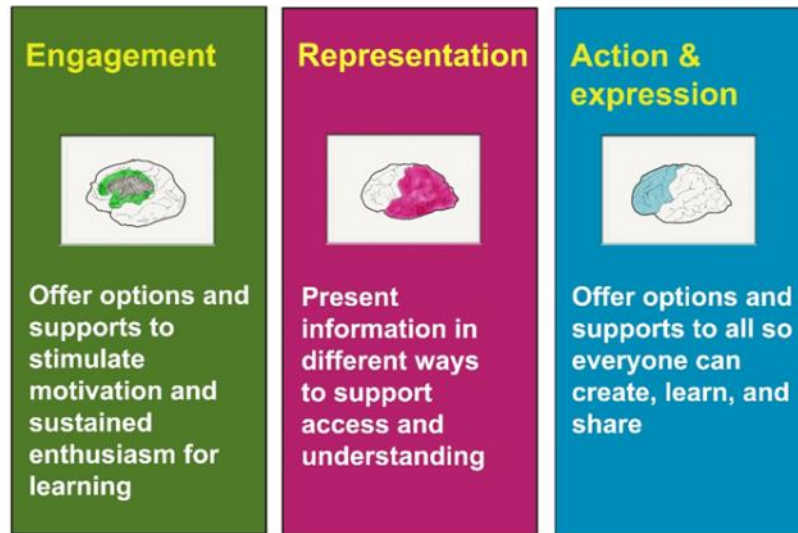 Engagement
Offer options and
supports to
stimulate
motivation and
sustained
enthusiasm for
learning
Representation
Present
information in
different ways
to support
access and
understanding
Action &
expression
Offer options and
supports to all so
everyone can
create, learn, and
share